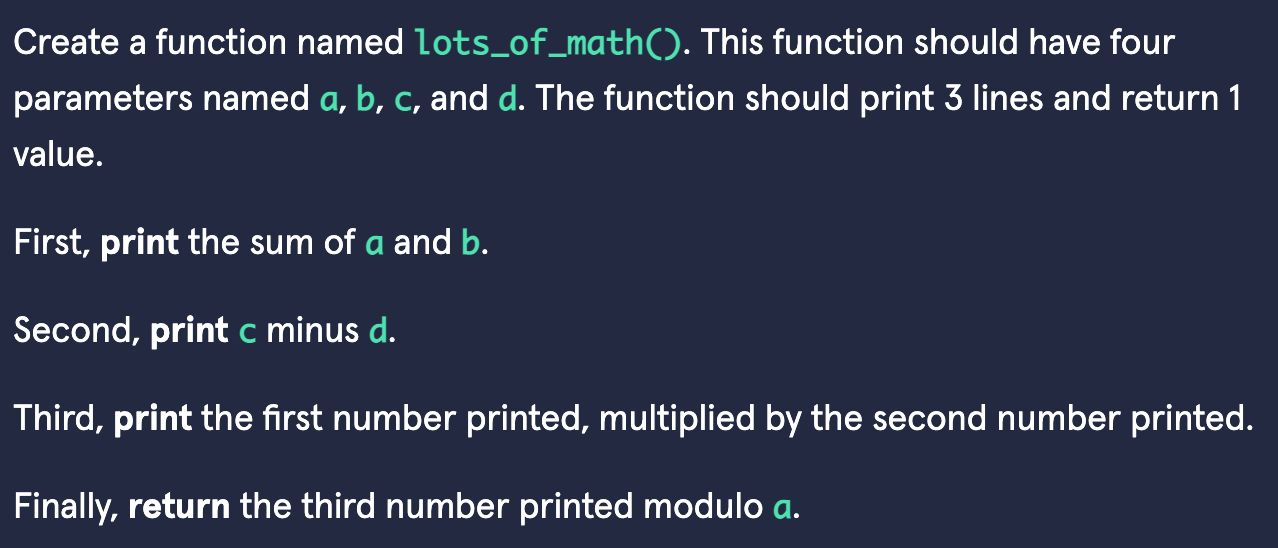 Create a function named lots_of_math(). This function should have four
parameters named a, b, c, and d. The function should print 3 lines and return 1
value.
First, print the sum of a and b.
Second, print c minus d.
Third, print the first number printed, multiplied by the second number printed.
Finally, return the third number printed modulo a.